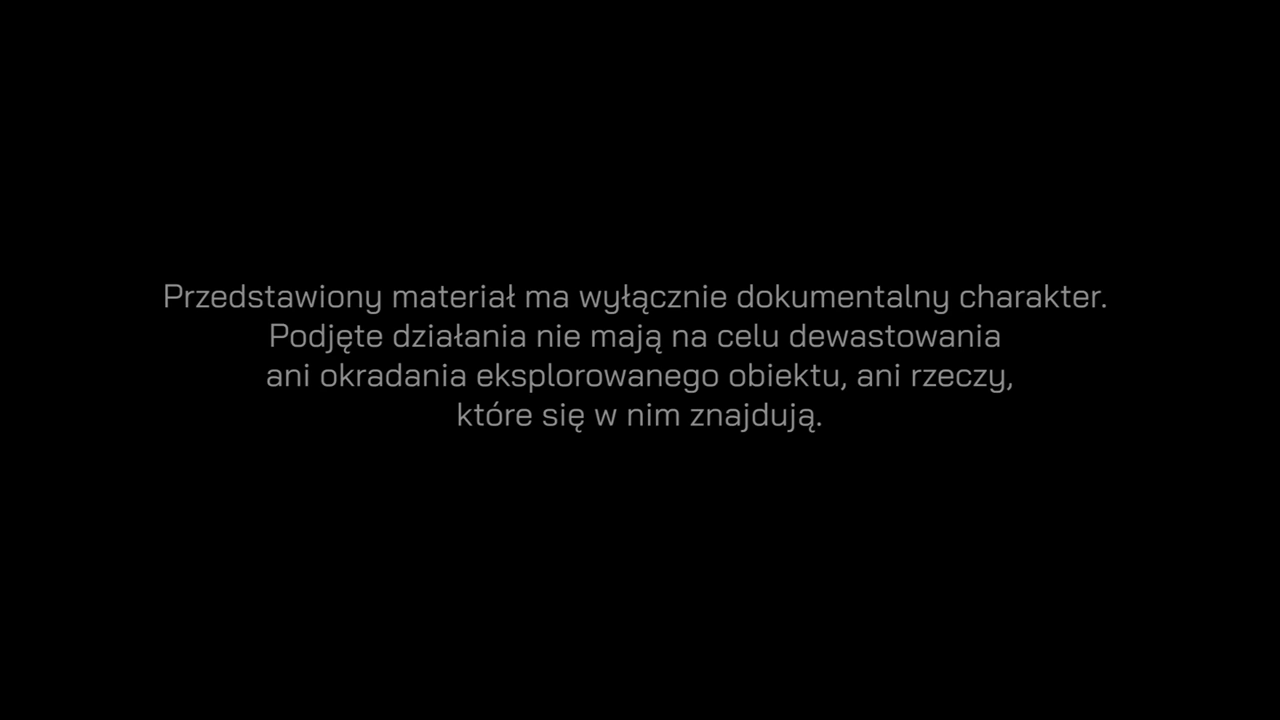 Przedstawiony materiał ma wyłącznie dokumentalny charakter.
Podjęte działania nie mają na celu dewastowania
ani okradania eksplorowanego obiektu, ani rzeczy,
które się w nim znajdują.